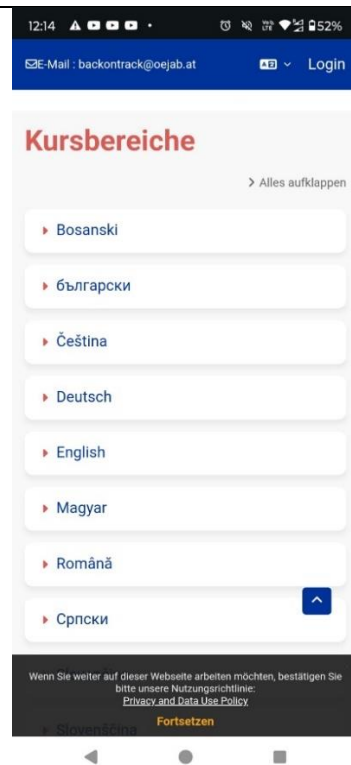 12:14
52%
E-Mail : backontrack@oejab.at
Login
Kursbereiche
Alles aufklappen
Bosanski
български
Čeština
Deutsch
English
Magyar
Română
Српски
Wenn Sie weiter auf dieser Webseite arbeiten möchten, bestätigen Sie
bitte unsere Nutzungsrichtlinie:
Privacy and Data Use Policy
Fortsetzen
Slovenščina